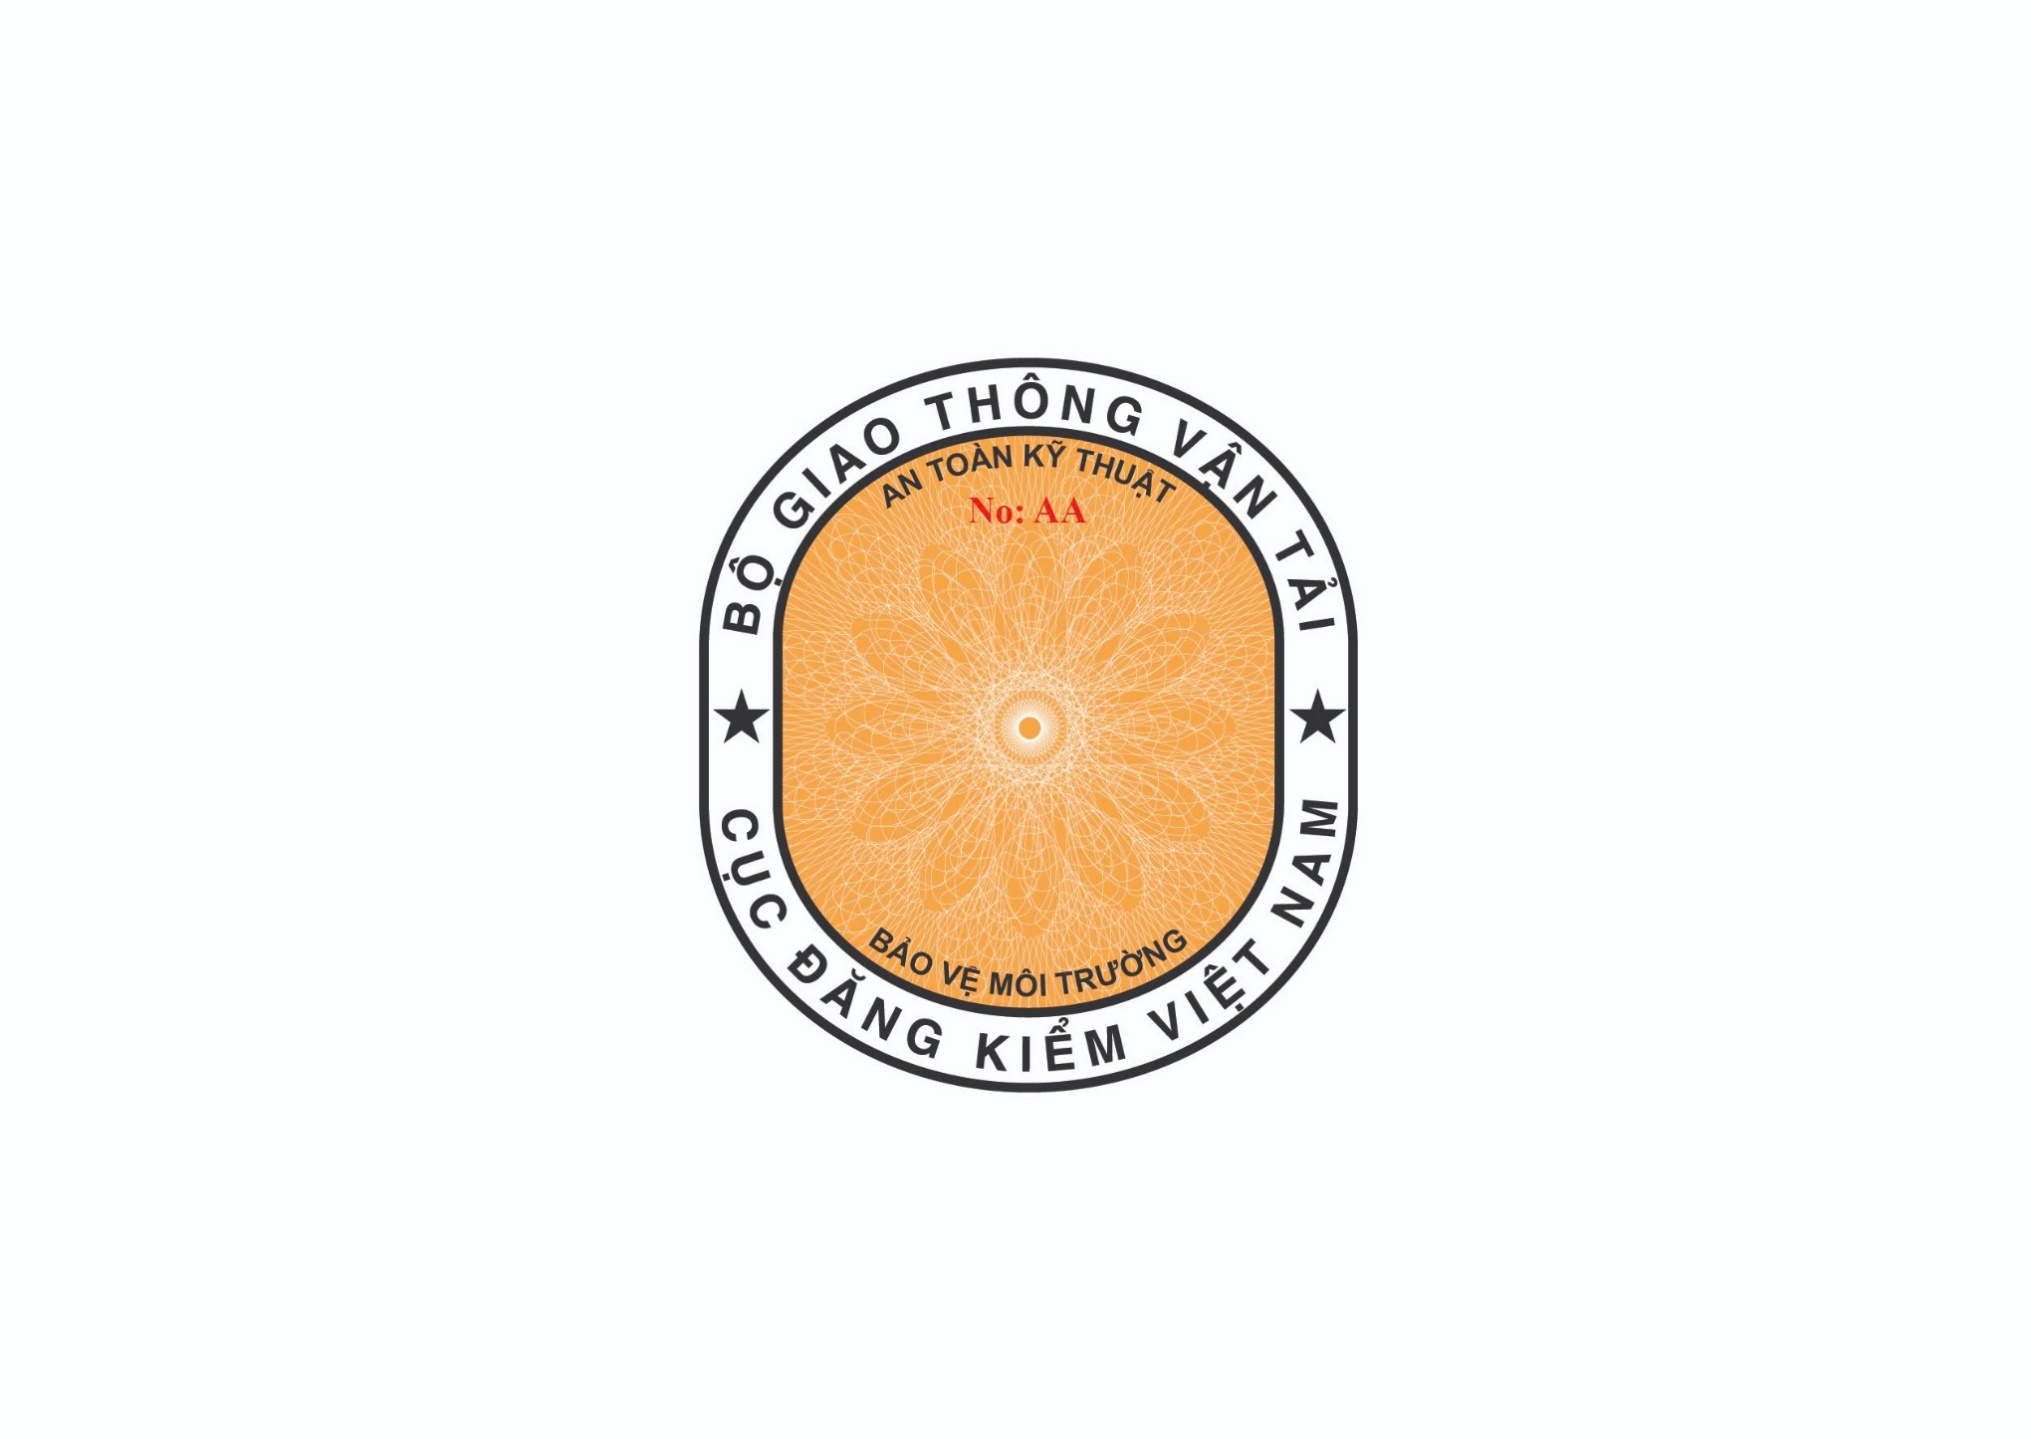 BỘ GIAO THÔNG VẬN TẢI
AN TOÀN KỸ THUẬT
No: AA
BẢO VỆ MÔI TRƯỜNG
CỤC ĐĂNG KIỂM VIỆT NAM